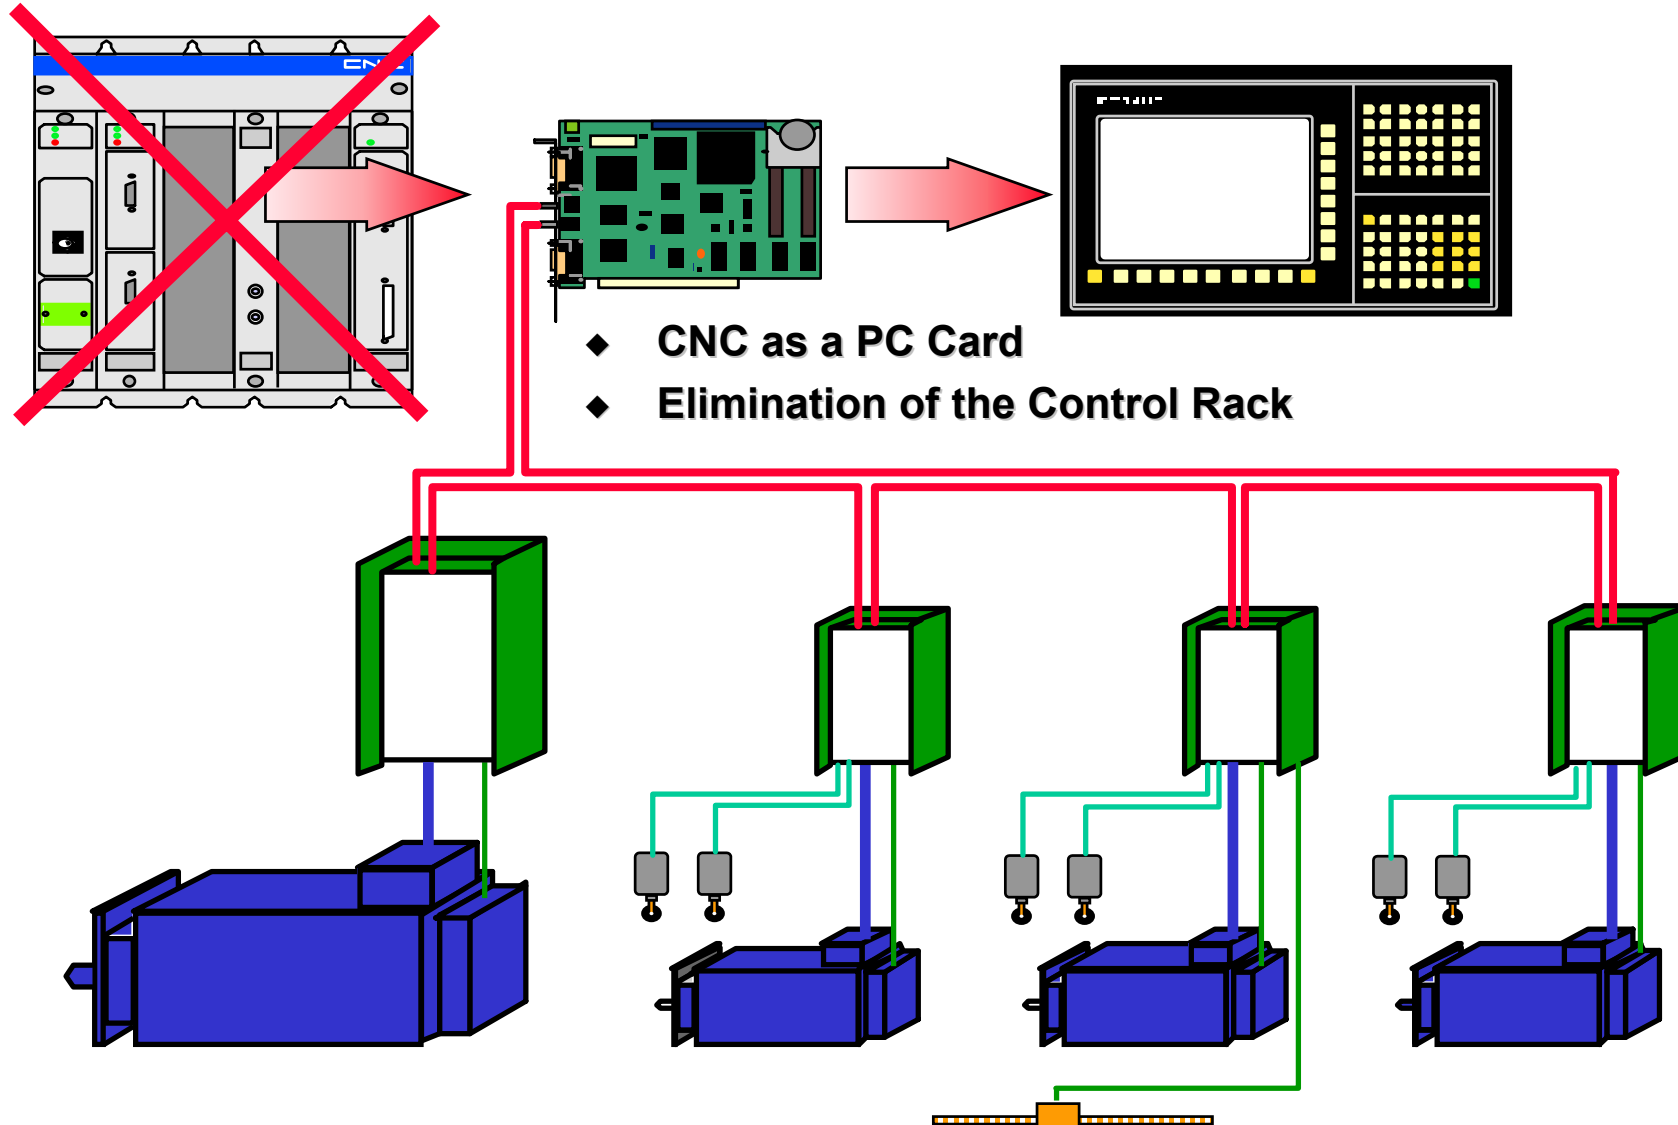 CNC as a PC Card
Elimination of the Control Rack